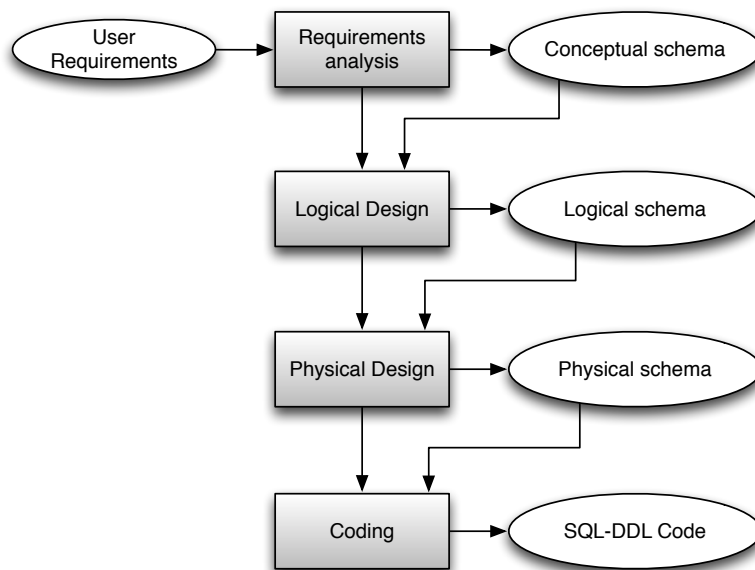 User
Requirements
Requirements
analysis
Conceptual schema
Logical Design
Logical schema
Physical Design
Physical schema
Coding
SQL-DDL Code